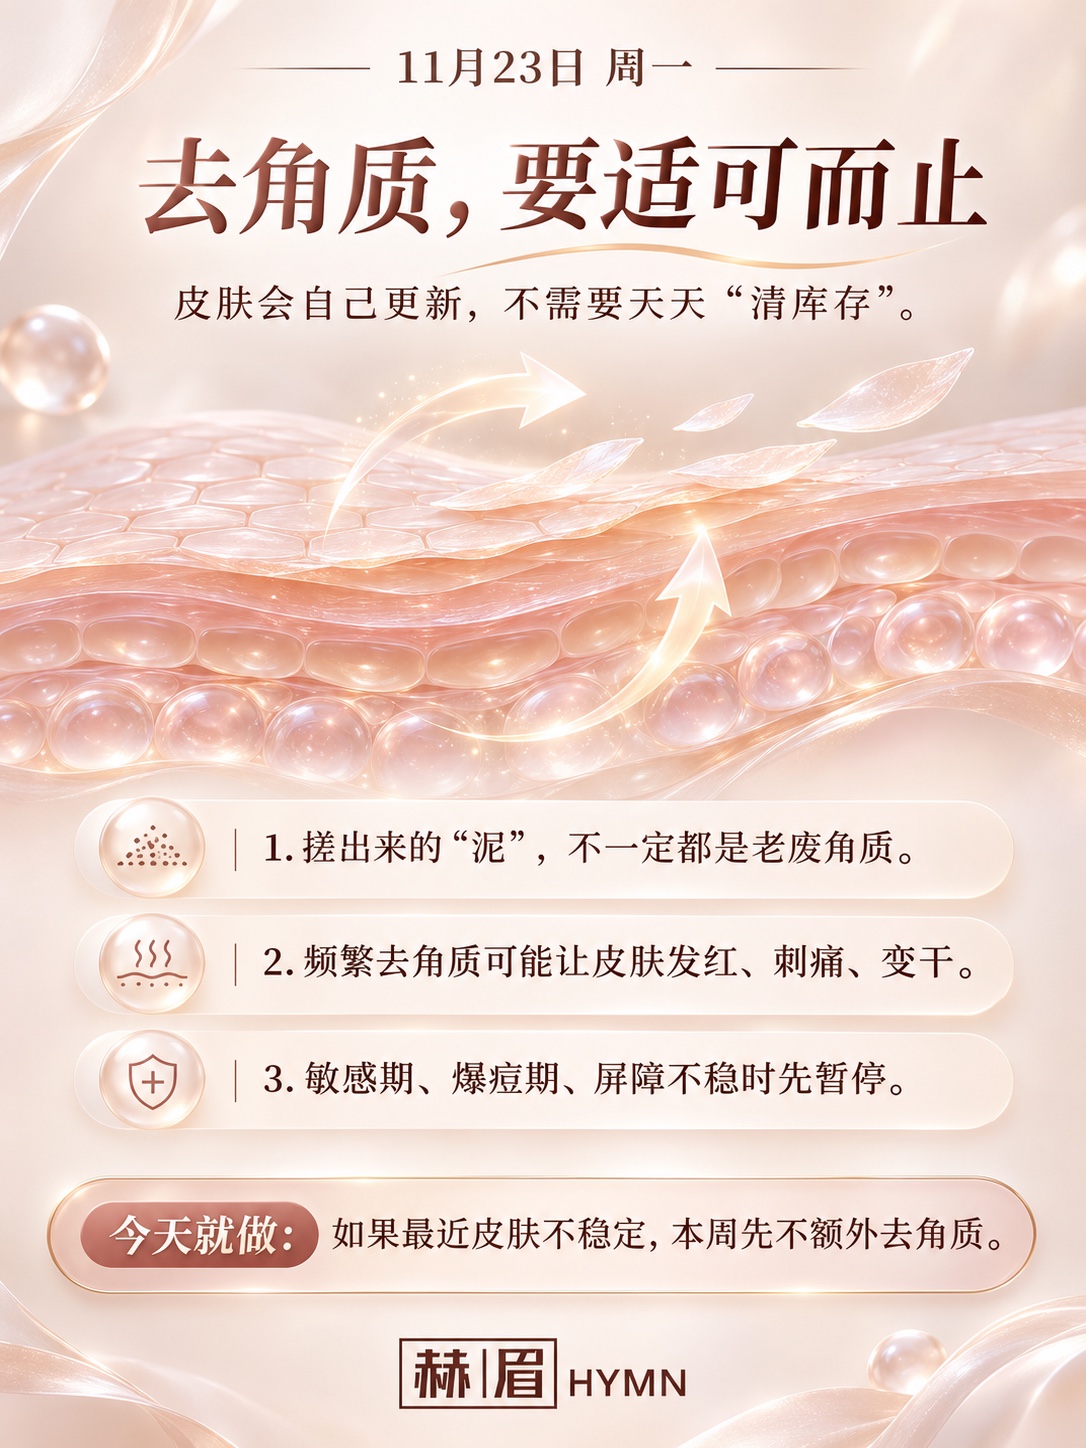 11月23日 周一
去角质，要适可而止
皮肤会自己更新，不需要天天“清库存”。
1. 搓出来的“泥”，不一定都是老废角质。
2. 频繁去角质可能让皮肤发红、刺痛、变干。
3. 敏感期、爆痘期、屏障不稳时先暂停。
今天就做：如果最近皮肤不稳定，本周先不额外去角质。
赫|眉 HYMN